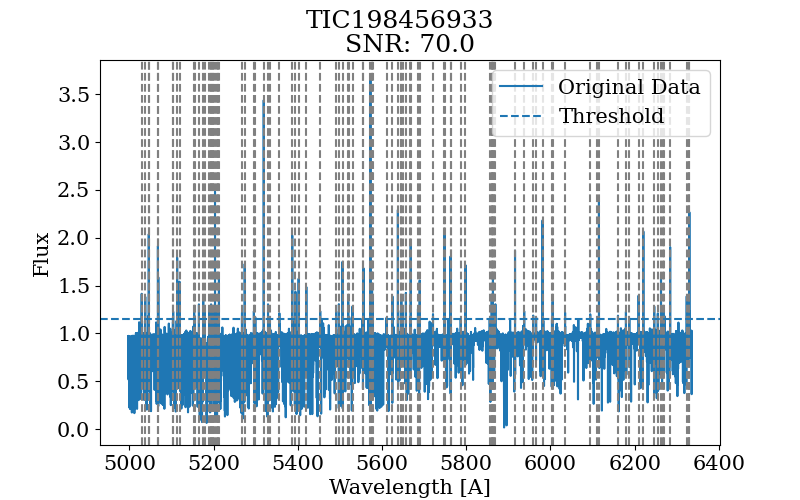 TIC198456933
SNR: 70.0
Original Data
Threshold
3.5
3.0
2.5
2.0
1.5
1.0
0.5
0.0
Flux
5000 5200 5400 5600 5800 6000 6200 6400
Wavelength [A]